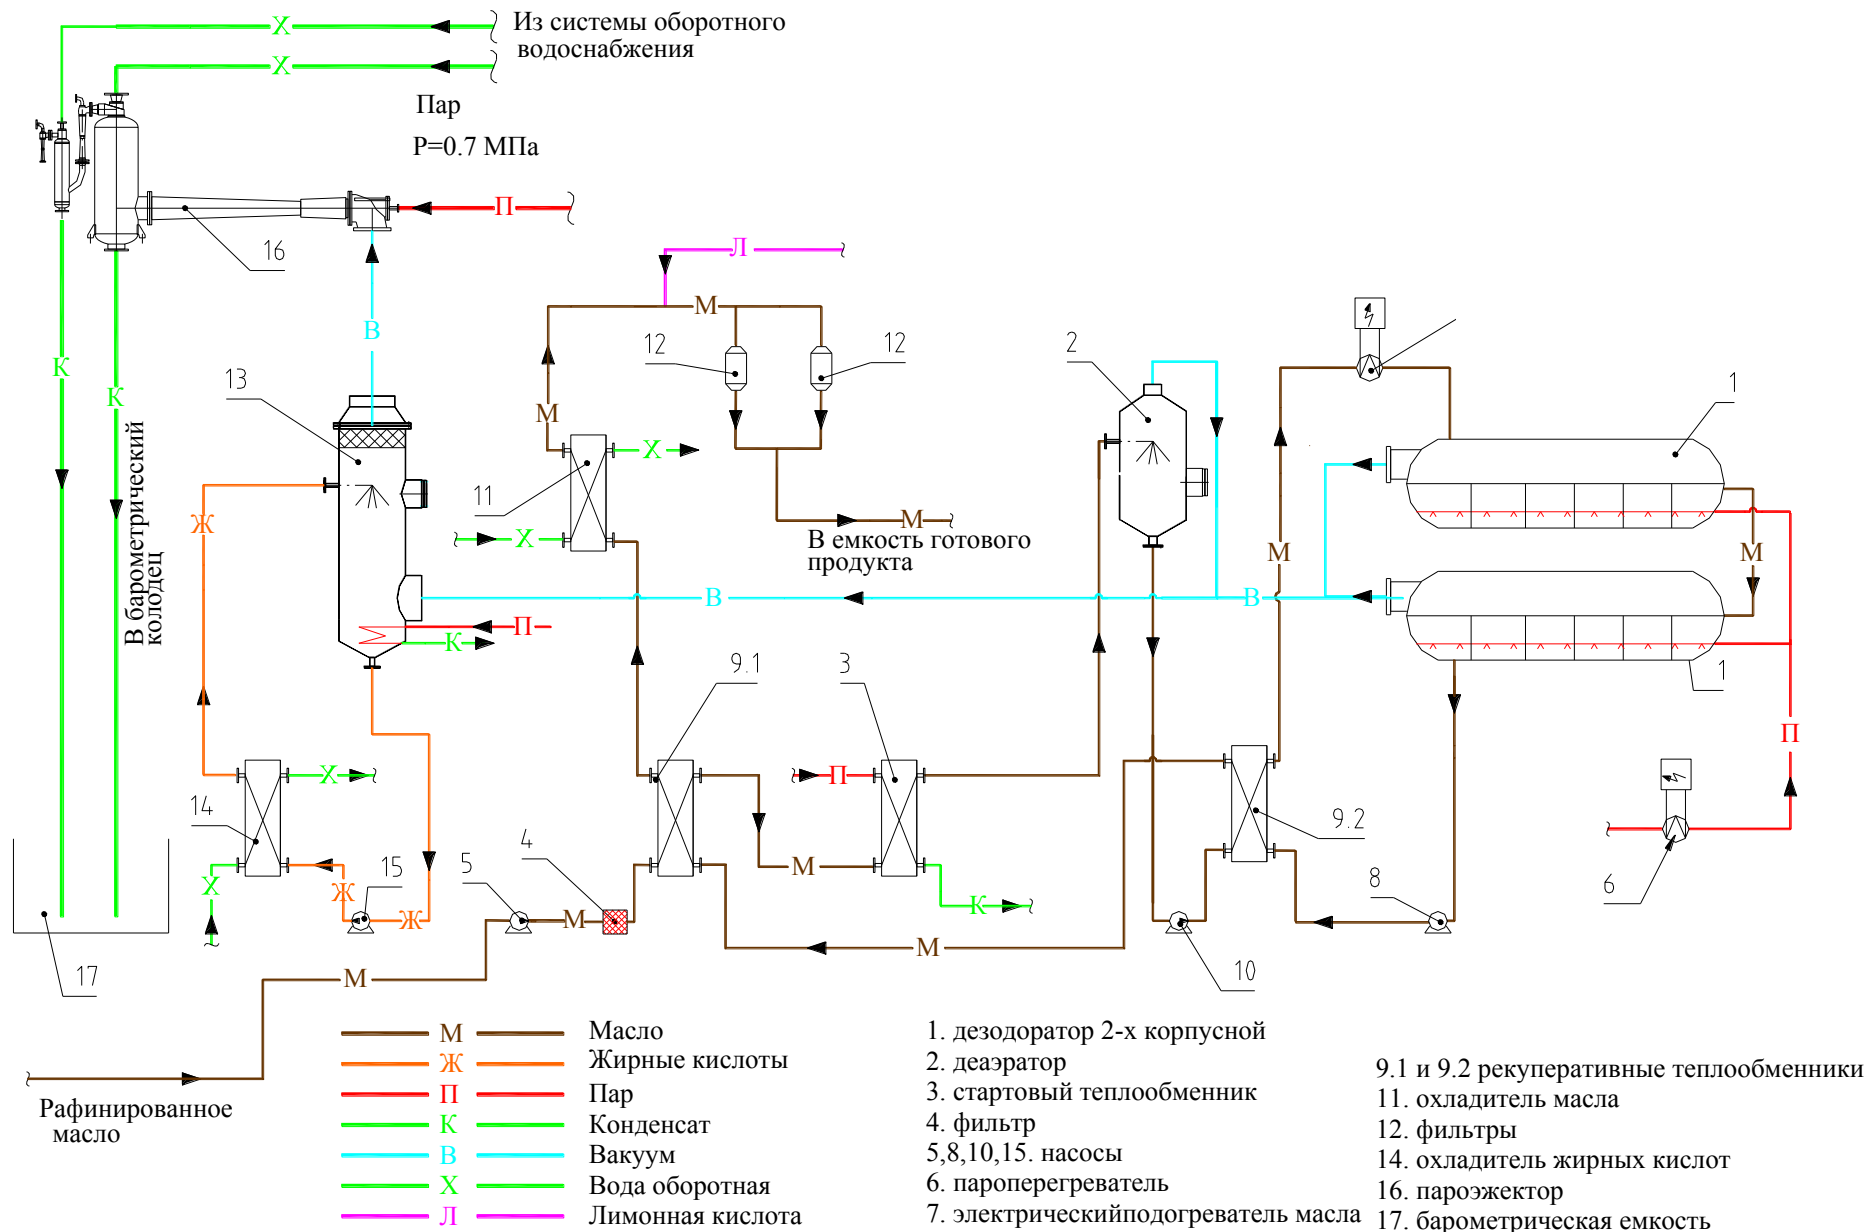 Х
Из системы оборотного
водоснабжения
Х
Пар
P=0.7 МПа
П
16
Л
М
В
К
К
13
12
12
2
1
М
Х
11
Х
М
В емкость готового
продукта
В барометрический
колодец
Ж
М
М
В
В
П
К
9.1
3
1
П
Х
14
П
9.2
5
4
15
8
6
Х
Ж
Ж
М
М
К
М
10
17
М
Рафинированное
масло
М Масло
Ж Жирные кислоты
П Пар
К Конденсат
В Вакуум
Х Вода оборотная
Л Лимонная кислота
1. дезодоратор 2-х корпусной
2. деаэратор
3. стартовый теплообменник
4. фильтр
5,8,10,15. насосы
6. пароперегреватель
7. электрическийподогреватель масла
9.1 и 9.2 рекуперативные теплообменники
11. охладитель масла
12. фильтры
14. охладитель жирных кислот
16. пароэжектор
17. барометрическая емкость